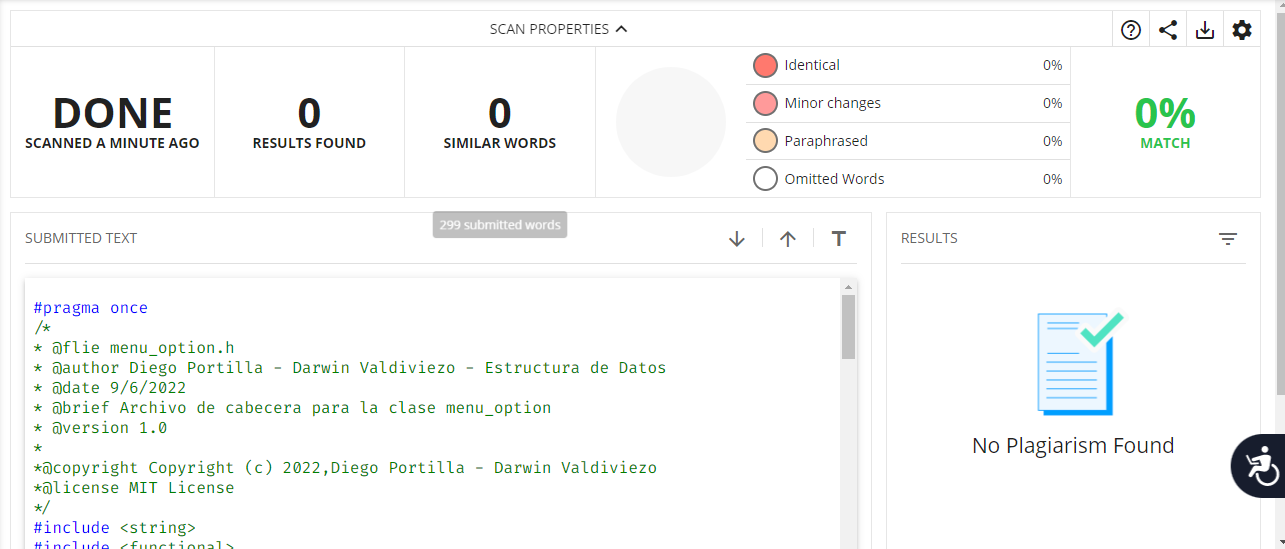 SCAN PROPERTIES
DONE
SCANNED A MINUTE AGO
0
RESULTS FOUND
0
SIMILAR WORDS
Identical 0%
Minor changes 0%
Paraphrased 0%
Omitted Words 0%
0%
MATCH
299 submitted words
SUBMITTED TEXT
T
#pragma once
/*
* @flie menu_option.h
* @author Diego Portilla - Darwin Valdiviezo - Estructura de Datos
* @date 9/6/2022
* @brief Archivo de cabecera para la clase menu_option
* @version 1.0
*
*@copyright Copyright (c) 2022,Diego Portilla - Darwin Valdiviezo
*@license MIT License
*/
#include <string>
#include <functional>
RESULTS
No Plagiarism Found